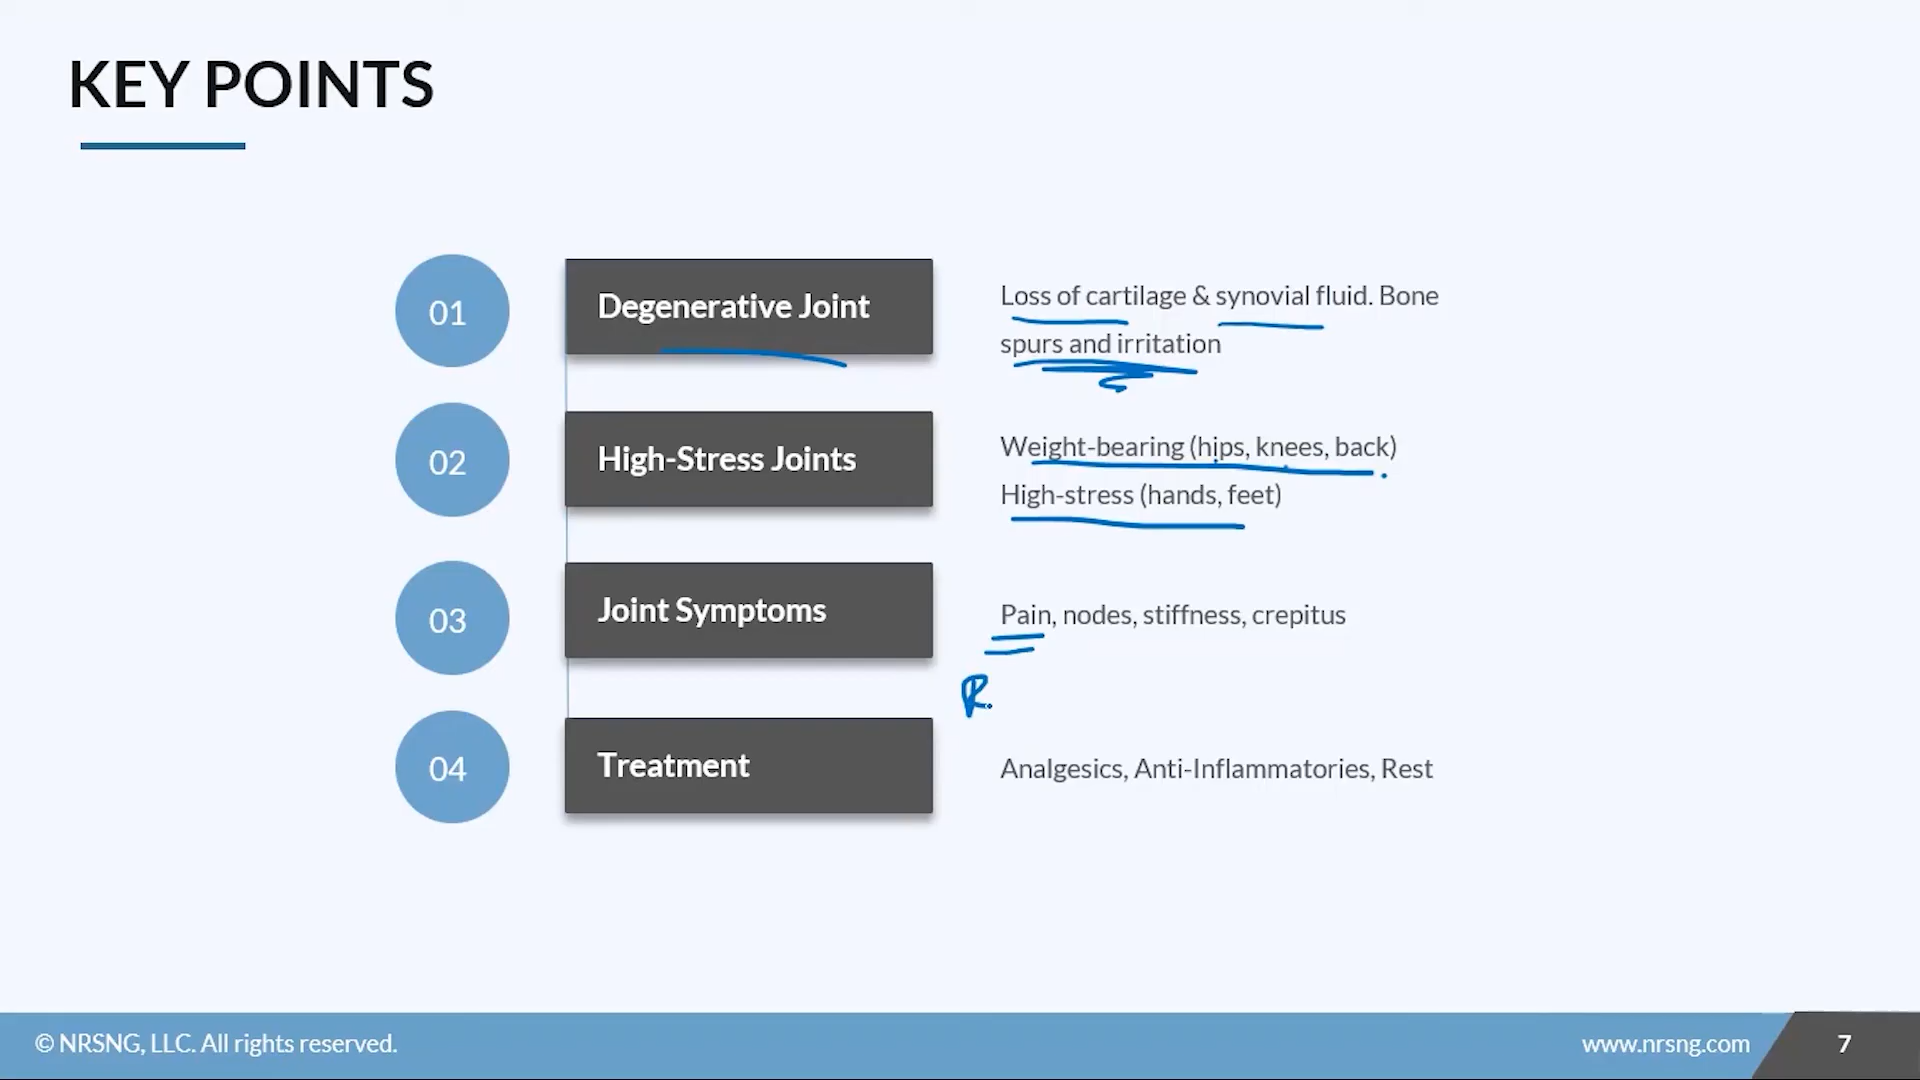 KEY POINTS
01
Degenerative Joint
Loss of cartilage & synovial fluid. Bone
spurs and irritation
02
High-Stress Joints
Weight-bearing (hips, knees, back)
High-stress (hands, feet)
03
Joint Symptoms
Pain, nodes, stiffness, crepitus
R
04
Treatment
Analgesics, Anti-Inflammatories, Rest
© NRSNG, LLC. All rights reserved.
www.nrsng.com
7